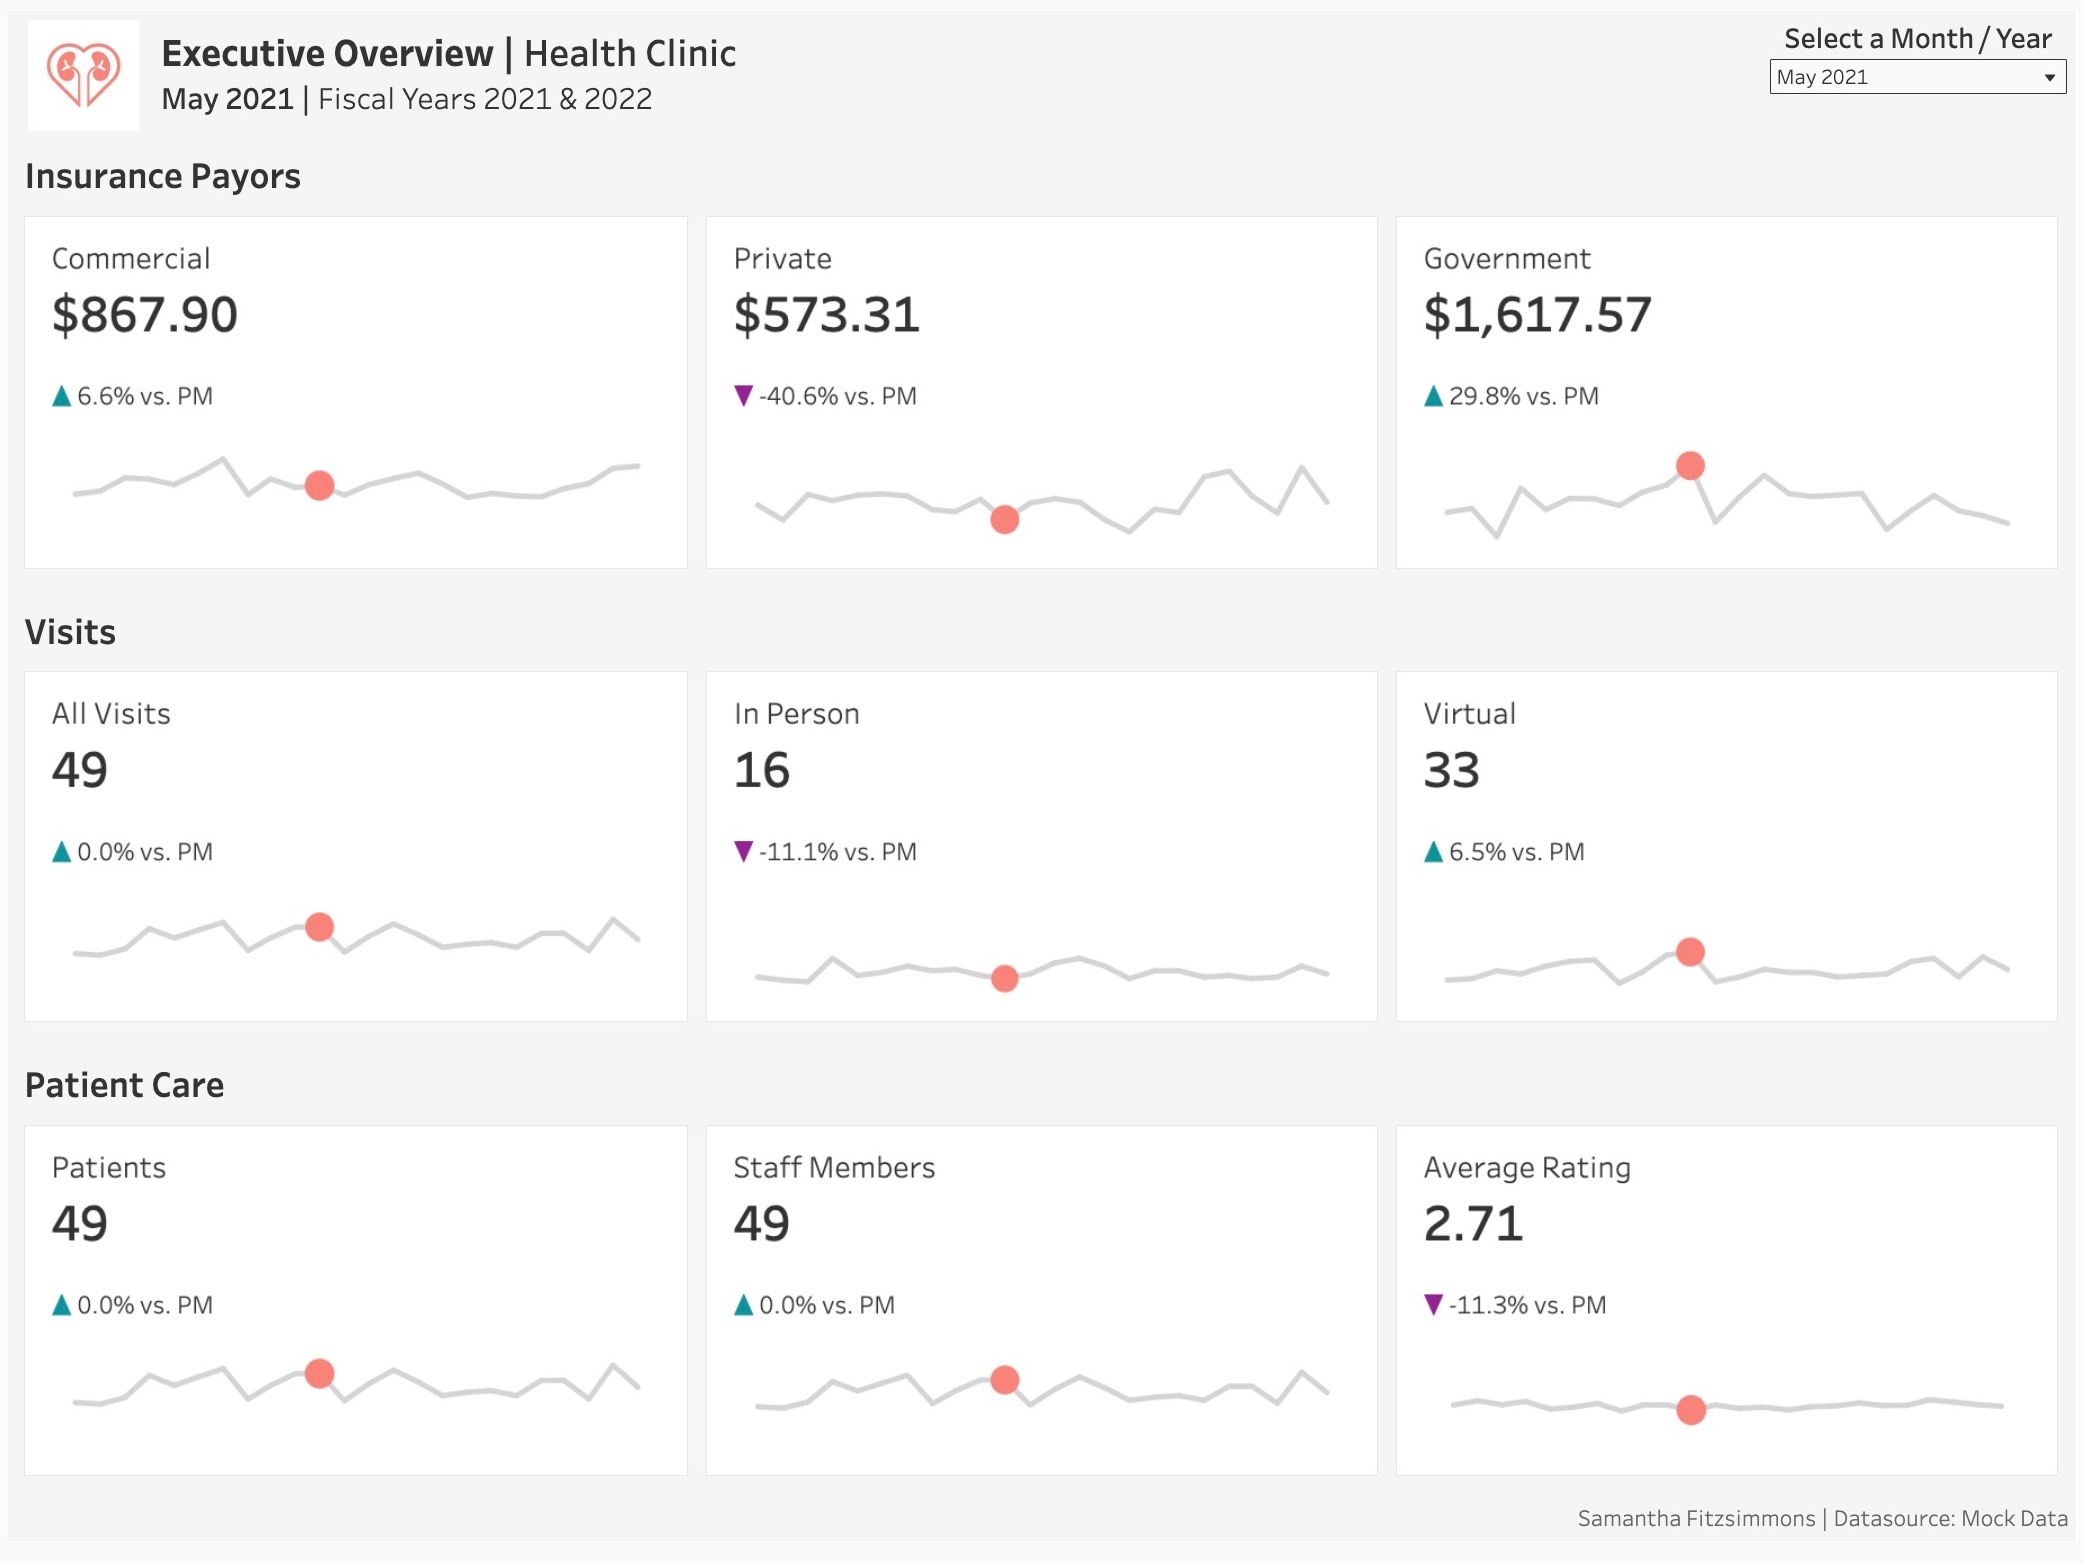 Executive Overview | Health Clinic
May 2021 | Fiscal Years 2021 & 2022
Select a Month / Year
May 2021
Insurance Payors
Commercial
$867.90
▲ 6.6% vs. PM
Private
$573.31
▼ -40.6% vs. PM
Government
$1,617.57
▲ 29.8% vs. PM
Visits
All Visits
49
▲ 0.0% vs. PM
In Person
16
▼ -11.1% vs. PM
Virtual
33
▲ 6.5% vs. PM
Patient Care
Patients
49
▲ 0.0% vs. PM
Staff Members
49
▲ 0.0% vs. PM
Average Rating
2.71
▼ -11.3% vs. PM
Samantha Fitzsimmons | Datasource: Mock Data